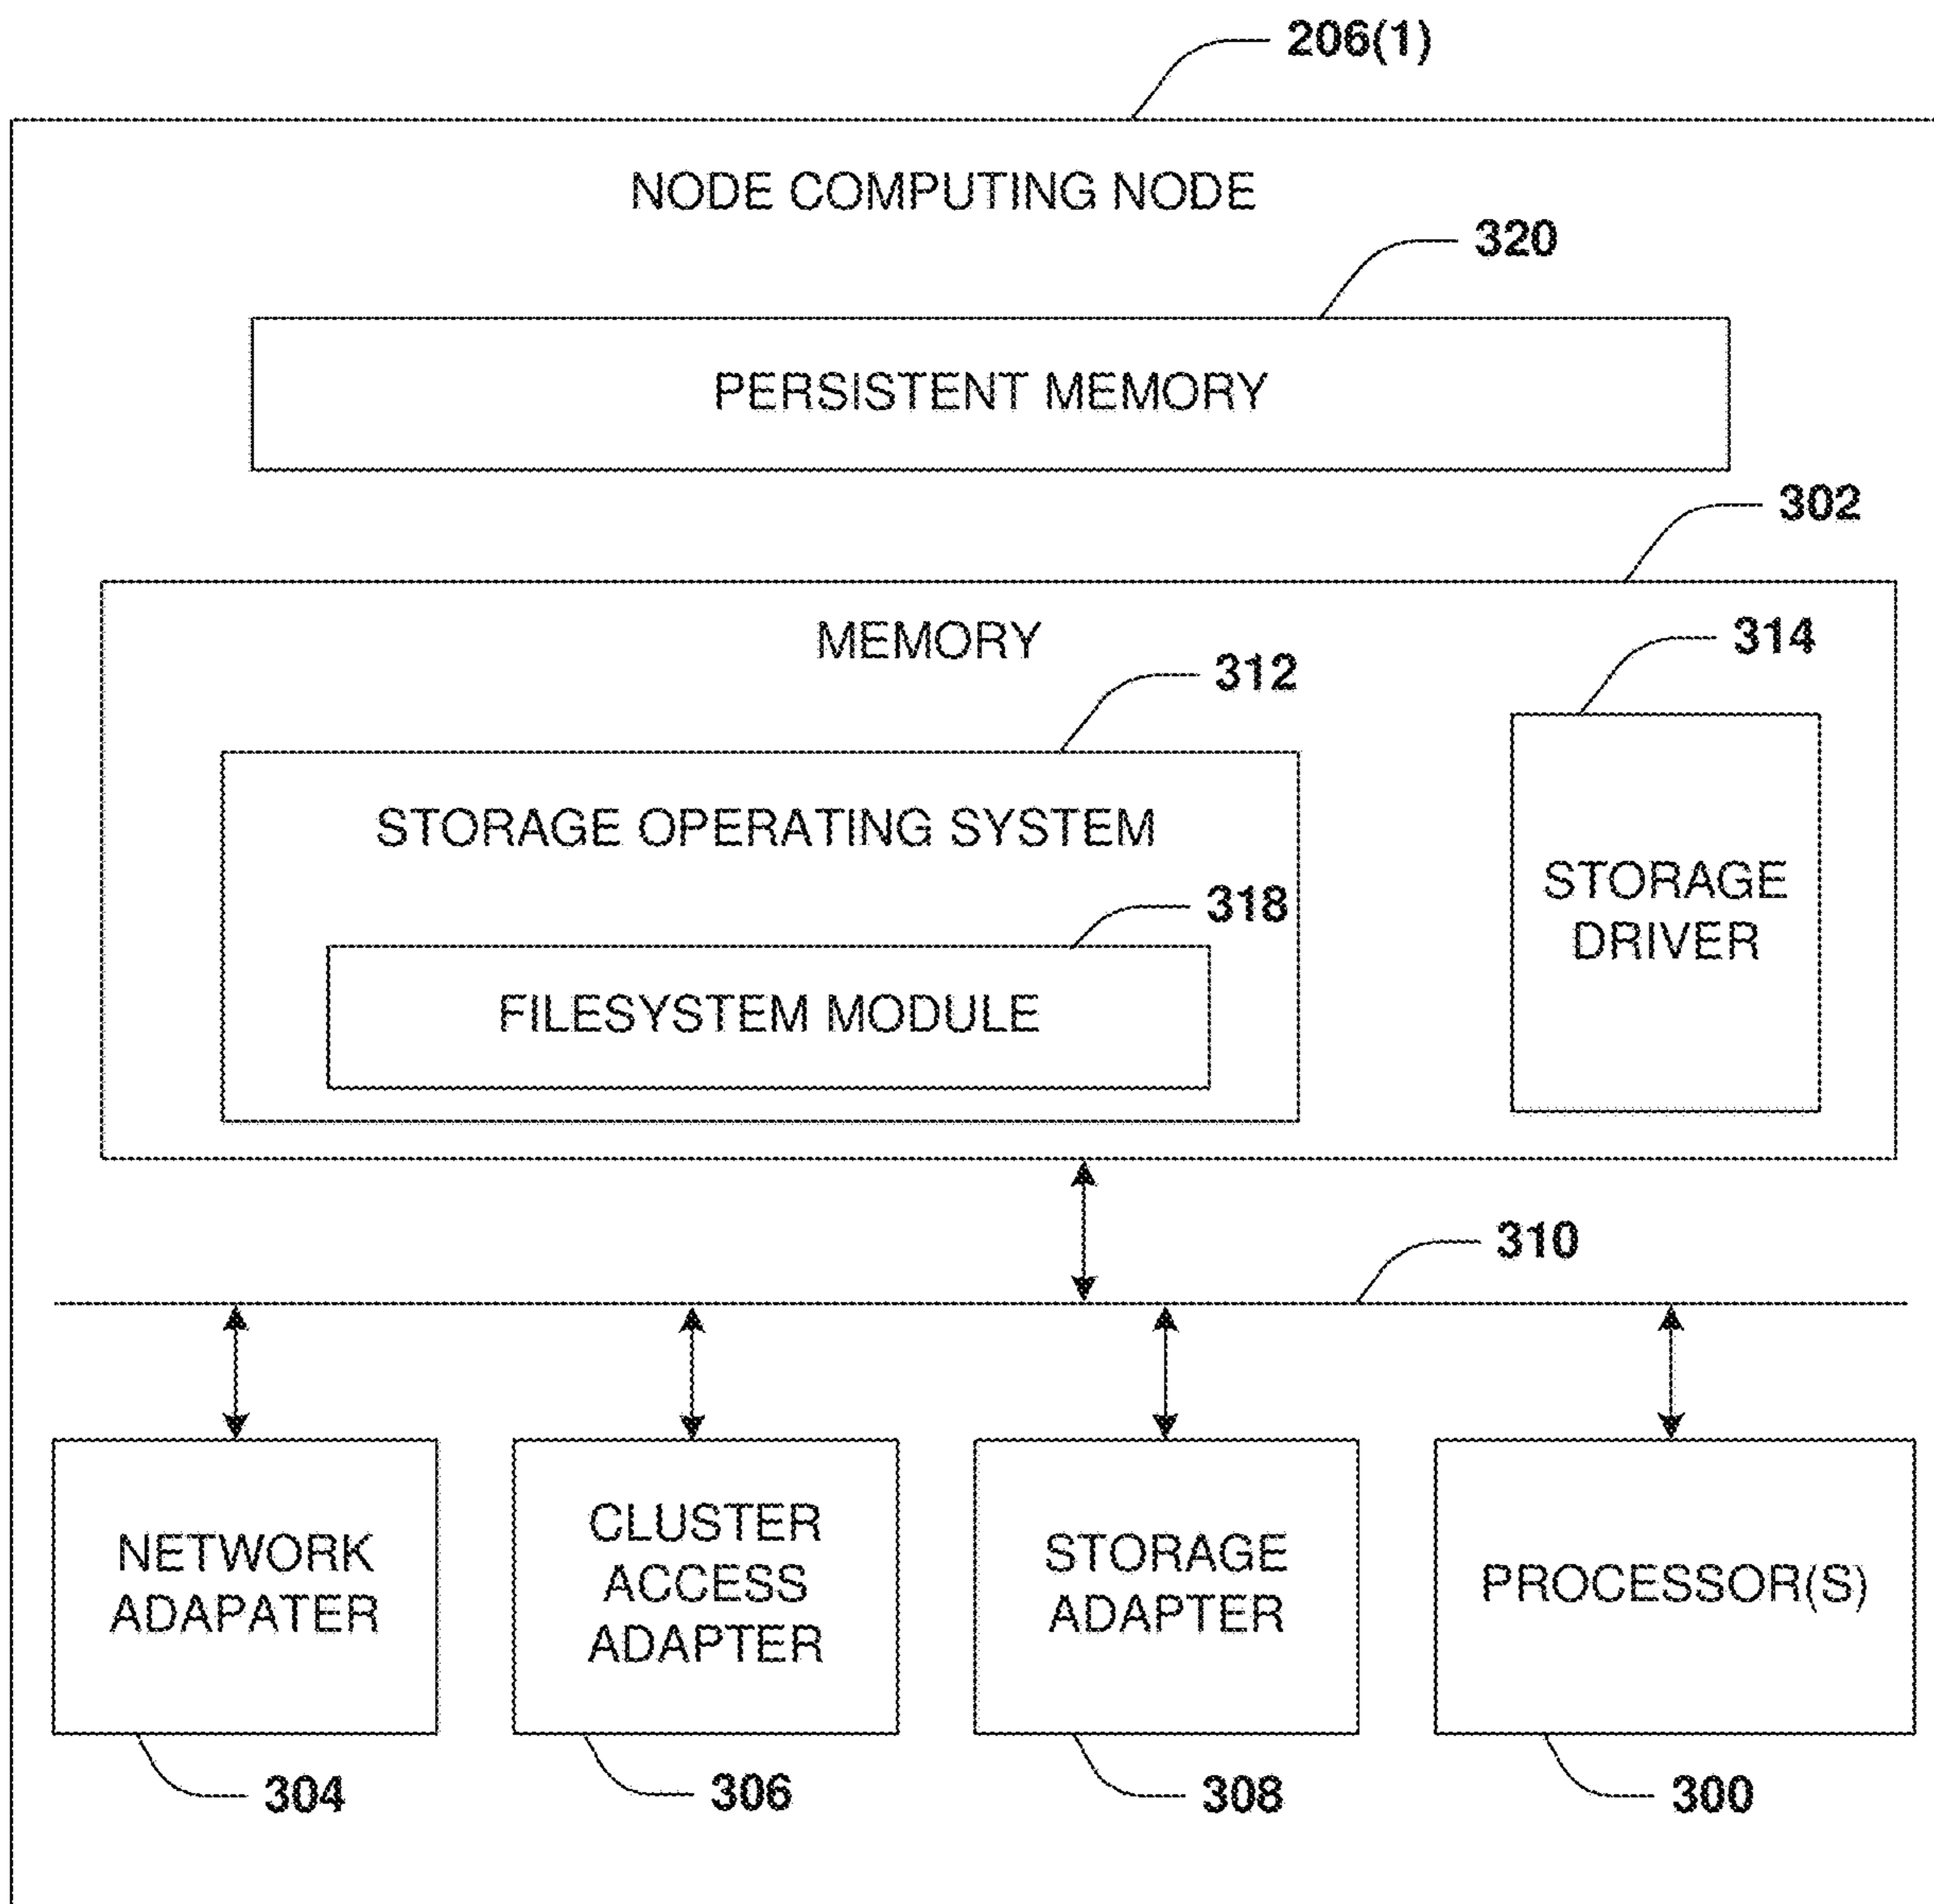 206(1)
NODE COMPUTING NODE
320
PERSISTENT MEMORY
302
MEMORY
314
312
STORAGE OPERATING SYSTEM
STORAGE
DRIVER
318
FILESYSTEM MODULE
310
NETWORK
ADAPATER
CLUSTER
ACCESS
ADAPTER
STORAGE
ADAPTER
PROCESSOR(S)
304
306
308
300